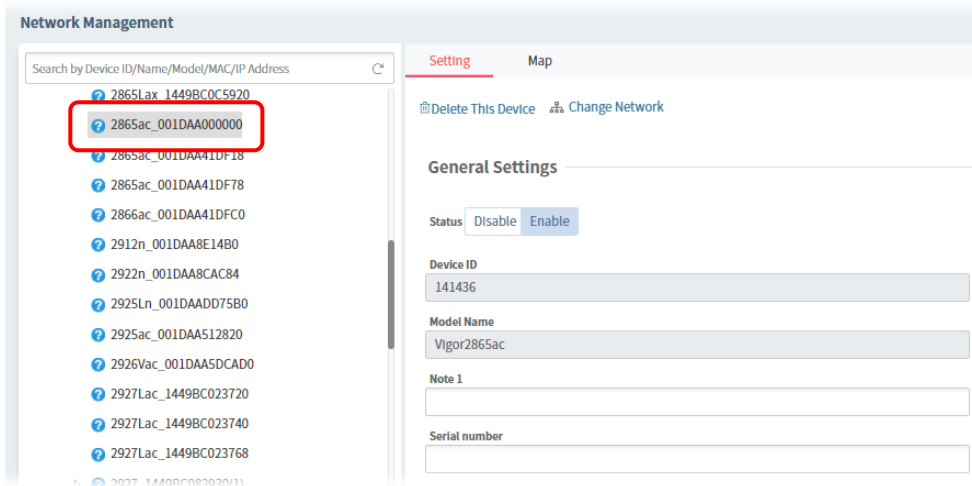 Network Management
Search by Device ID/Name/Model/MAC/IP Address
2865Lax_1449BC0C5920
2865ac_001DAA000000
2865ac_001DAA41DF18
2865ac_001DAA41DF78
2866ac_001DAA41DFC0
2912n_001DAA8E14B0
2922n_001DAA8CAC84
2925Ln_001DAADD75B0
2925ac_001DAA512820
2926Vac_001DAA5DCAD0
2927Lac_1449BC023720
2927Lac_1449BC023740
2927Lac_1449BC023768
2927_1449BC083930(1)
Setting Map
Delete This Device Change Network
General Settings
Status Disable Enable
Device ID
141436
Model Name
Vigor2865ac
Note 1
Serial number